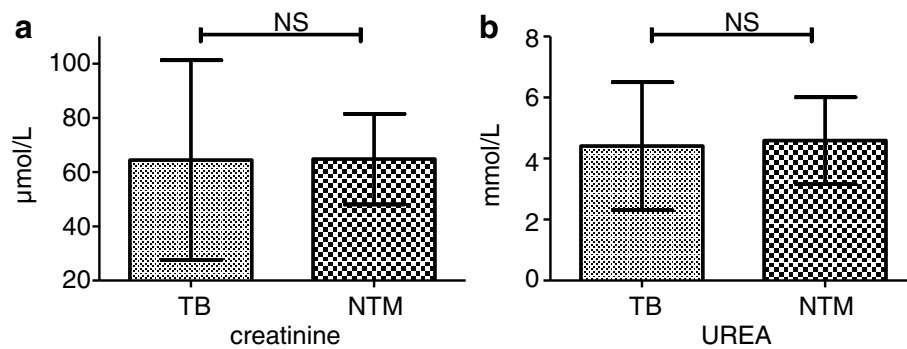 a
NS
µmol/L
100
80
60
40
20
TB
NTM
creatinine
b
NS
mmol/L
8
6
4
2
0
TB
NTM
UREA